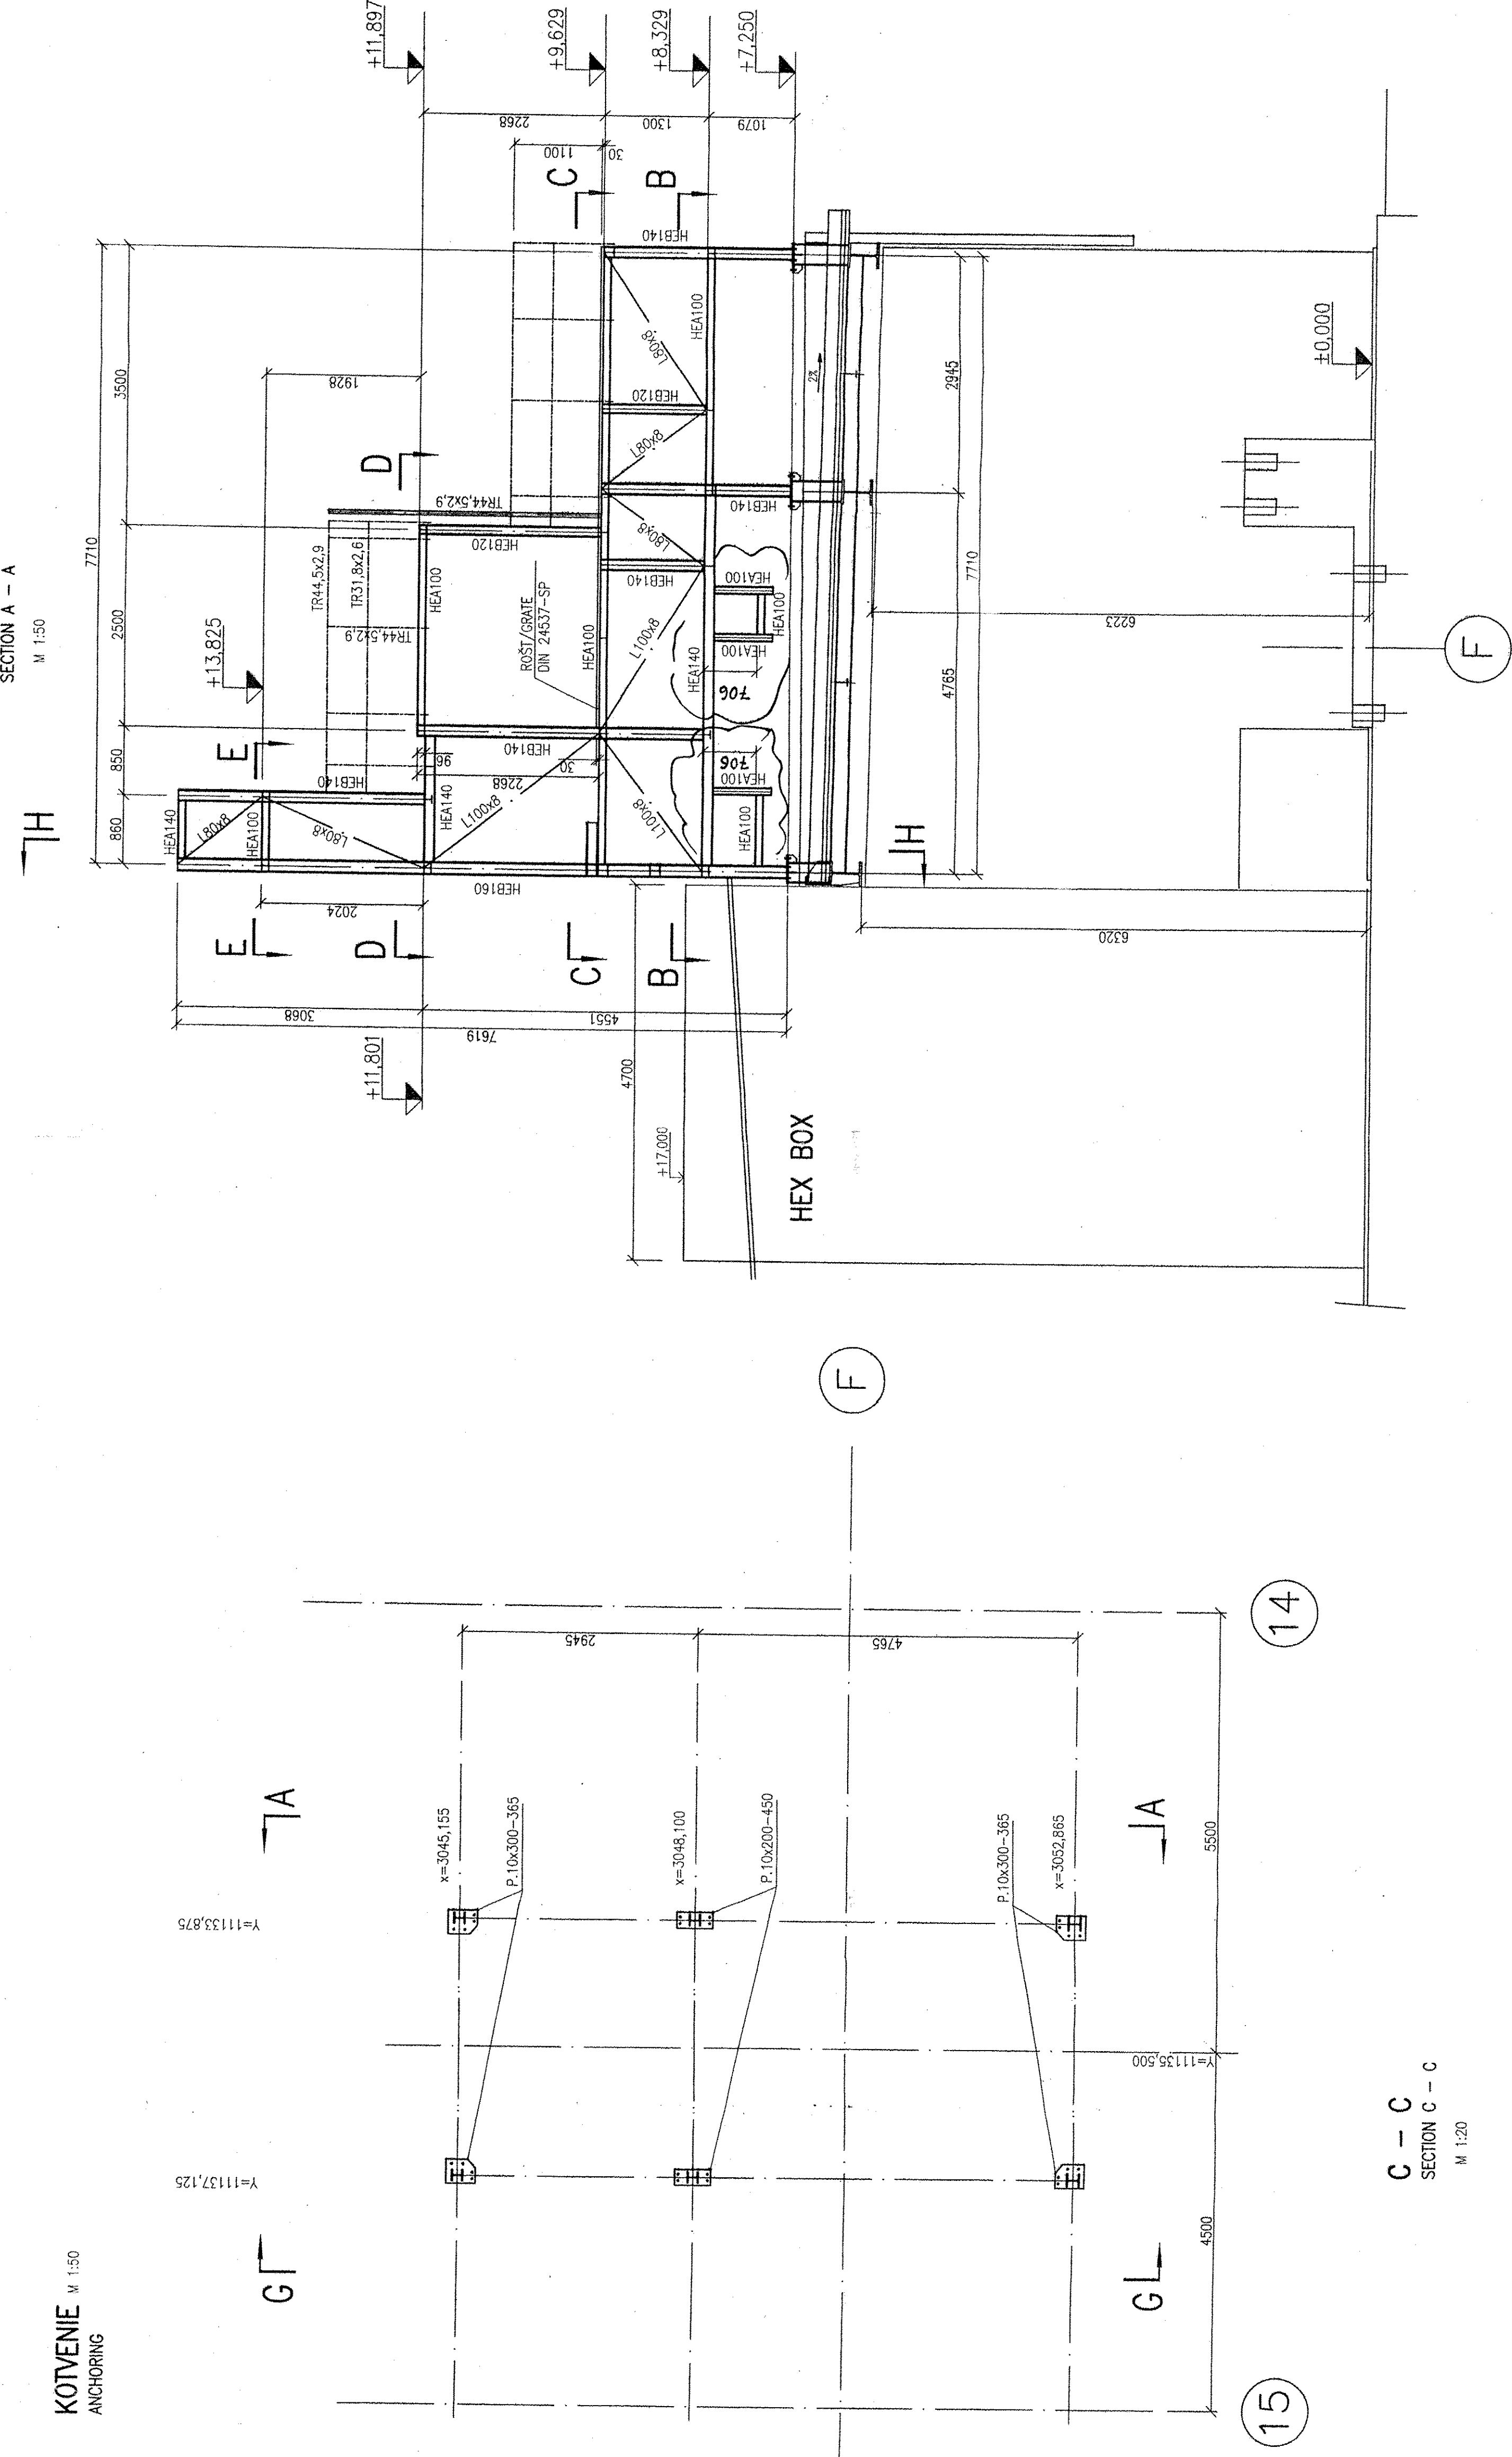 SECTION A – A
M 1:50
7710
860
850
2500
3500
+13,825
1928
+11,897
+9,629
+8,329
+7,250
2268
1300
1079
1100
30
H
E
D
C
B
HEA140
L80x8
HEA100
L80x8
HEB140
TR44,5x2,9
TR31,8x2,6
TR44,5x2,9
HEA100
TR44,5x2,9
HEB120
HEA140
96
2268
30
HEB140
L100x8
ROŠT/GRATE
DIN 24537-SP
HEA100
HEB160
L100x8
L100x8
HEB140
L80x8
L80x8
HEB120
L80x8
HEA100
HEB140
HEA140
HEB140
706
HEA100
HEA100
706
HEA100
HEA100
HEA100
2%
E
D
C
B
H
2024
3068
4551
7619
+11,801
4700
+17,000
HEX BOX
4765
2945
7710
6320
6223
±0,000
F
KOTVENIE M 1:50
ANCHORING
G
A
Y=11137,125
Y=11133,875
x=3045,155
P.10x300-365
x=3048,100
P.10x200-450
P.10x300-365
x=3052,865
2945
4765
F
Y=11135,500
G
A
4500
5500
15
14
C – C
SECTION C – C
M 1:20